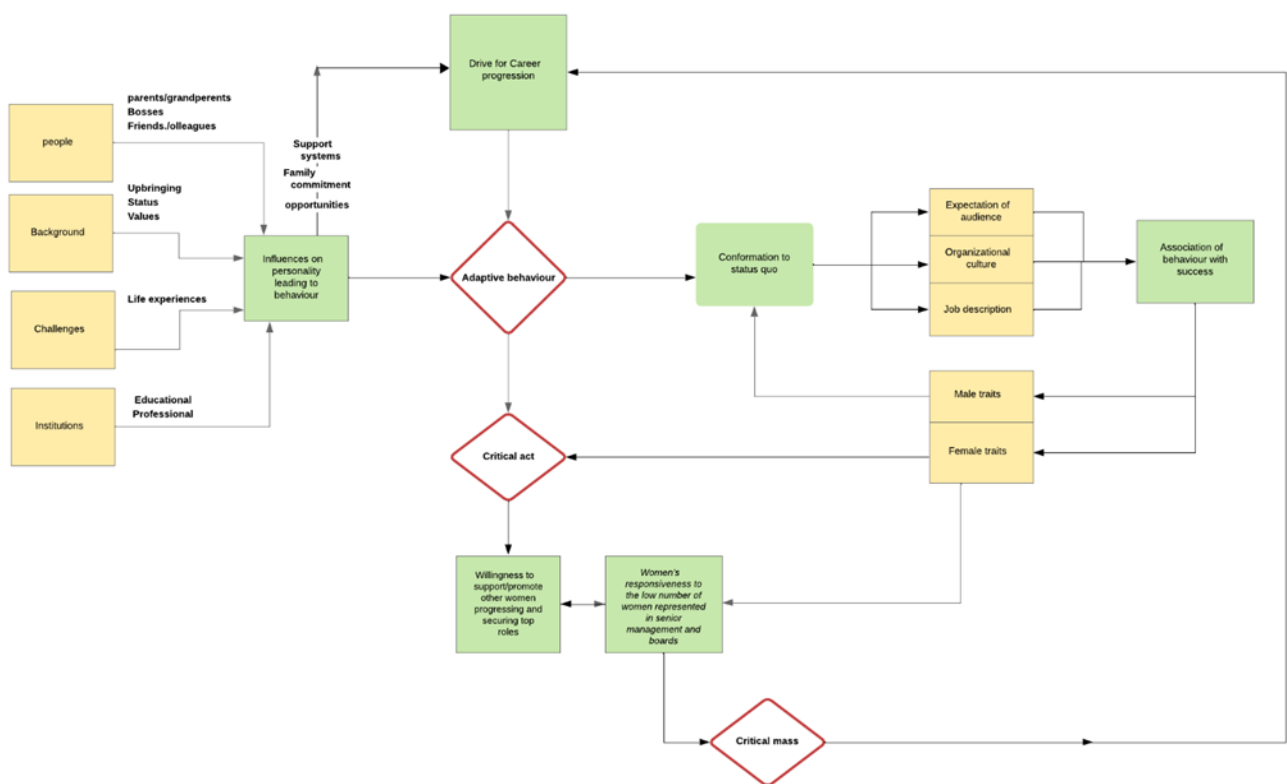 Drive for Career
progression
parents/grandperents
Bosses
Friends./olleagues
people
Support
systems
Family
commitment
opportunities
Upbringing
Status
Values
Background
Influences on
personality
leading to
behaviour
Adaptive behaviour
Conformation to
status quo
Expectation of
audience
Organizational
culture
Job description
Association of
behaviour with
success
Life experiences
Challenges
Educational
Professional
Institutions
Male traits
Female traits
Critical act
Willingness to
support/promote
other women
progressing and
securing top
roles
Women's
responsiveness to
the low number of
women represented
in senior
management and
boards
Critical mass